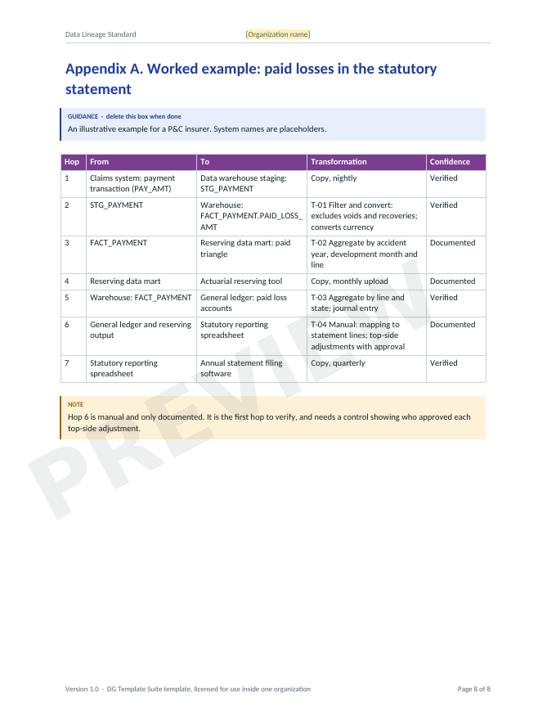 Data Lineage Standard
[Organization name]
Appendix A. Worked example: paid losses in the statutory
statement
GUIDANCE - delete this box when done
An illustrative example for a P&C insurer. System names are placeholders.
Hop From To Transformation Confidence
1 Claims system: payment Data warehouse staging: Copy, nightly Verified
transaction (PAY_AMT) STG_PAYMENT
2 STG_PAYMENT Warehouse: T-01 Filter and convert: Verified
FACT_PAYMENT.PAID_LOSS_ excludes voids and recoveries;
AMT converts currency
3 FACT_PAYMENT Reserving data mart: paid T-02 Aggregate by accident Documented
triangle year, development month and
line
4 Reserving data mart Actuarial reserving tool Copy, monthly upload Documented
5 Warehouse: FACT_PAYMENT General ledger: paid loss T-03 Aggregate by line and Verified
accounts state; journal entry
6 General ledger and reserving Statutory reporting T-04 Manual: mapping to Documented
output spreadsheet statement lines; top-side
adjustments with approval
7 Statutory reporting Annual statement filing Copy, quarterly Verified
spreadsheet software
NOTE
Hop 6 is manual and only documented. It is the first hop to verify, and needs a control showing who approved each
top-side adjustment.
PREVIEW
Version 1.0 - DG Template Suite template, licensed for use inside one organization
Page 8 of 8